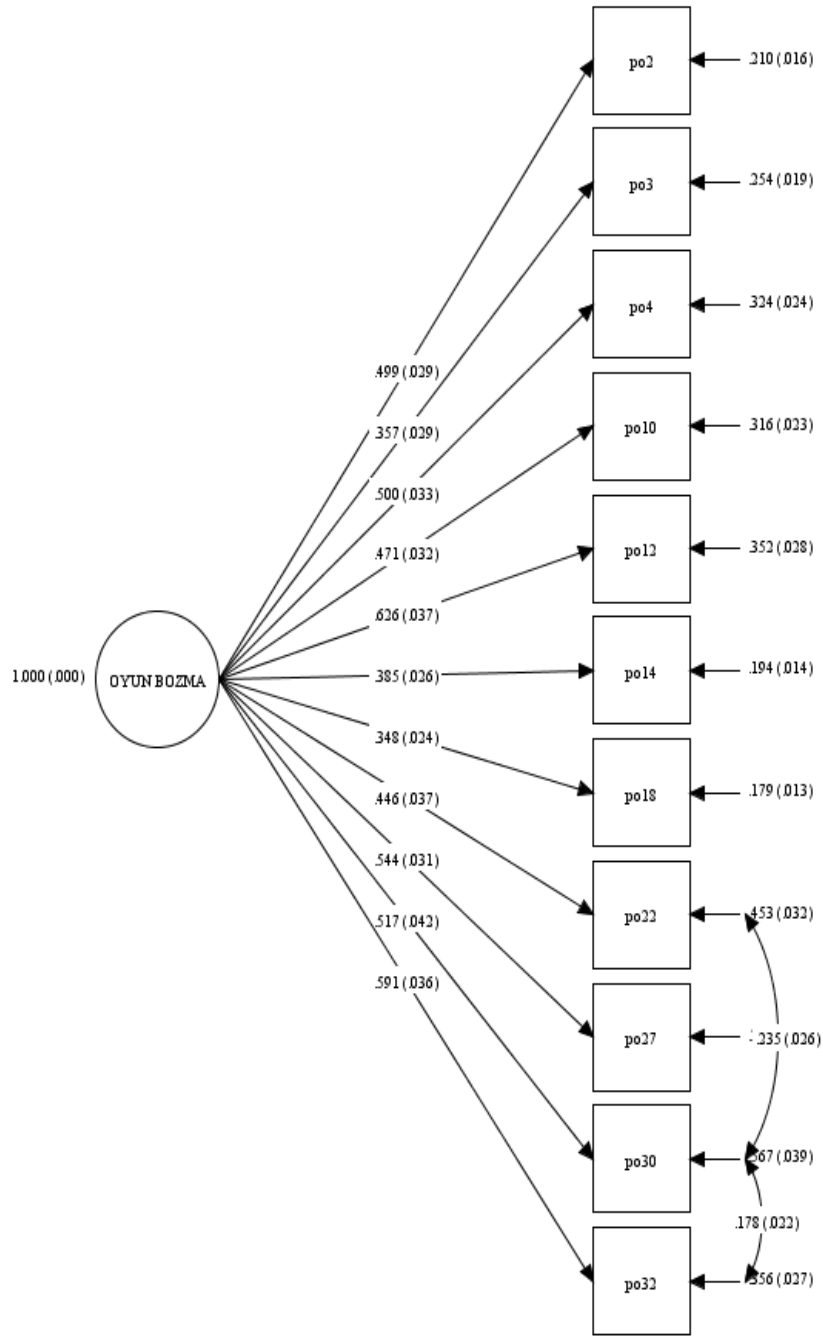 po2
.210 (.016)
po3
.254 (.019)
po4
.324 (.024)
.499 (.029)
.357 (.029)
po10
.316 (.023)
.500 (.033)
.471 (.032)
po12
.352 (.028)
.626 (.037)
1.000 (.000)
OYUN BOZMA
.385 (.026)
po14
.194 (.014)
.348 (.024)
po18
.179 (.013)
.446 (.037)
.544 (.031)
po22
.453 (.032)
.517 (.042)
.591 (.036)
po27
.235 (.026)
po30
(.039)
.178 (.022)
po32
.356 (.027)